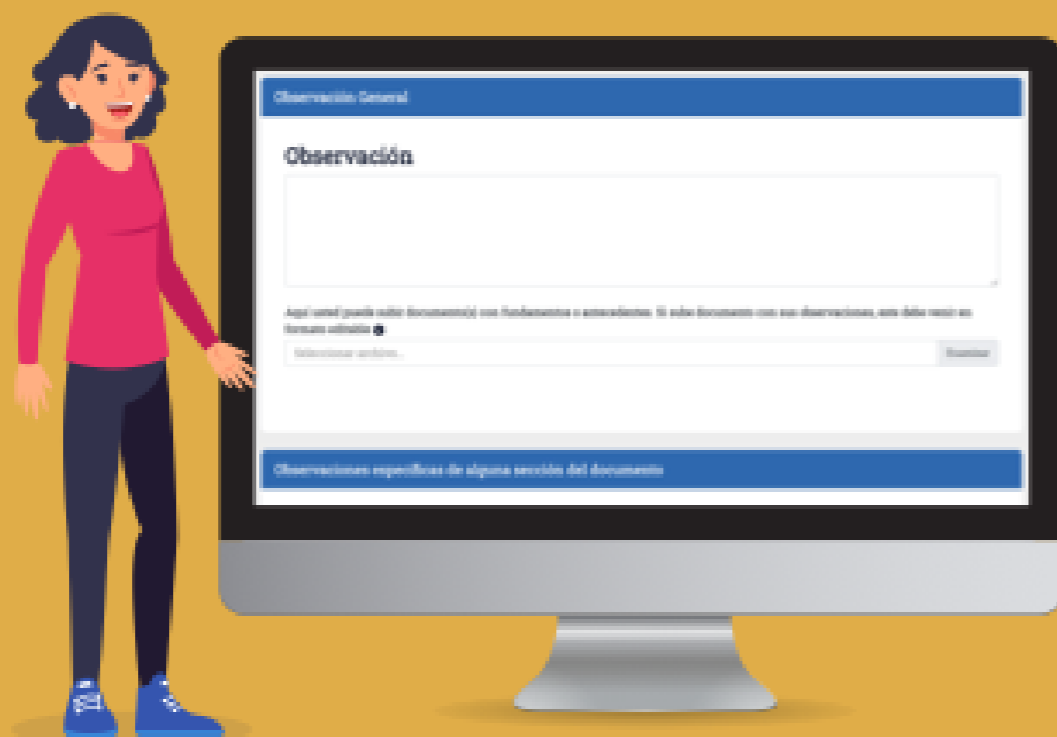 Observación General
Observación
Aquí usted puede subir documento(s) con fundamentos o antecedentes. Si sube documento con sus observaciones, este debe venir en
formato editable
Seleccionar archivo...
Examinar
Observaciones específicas de alguna sección del documento